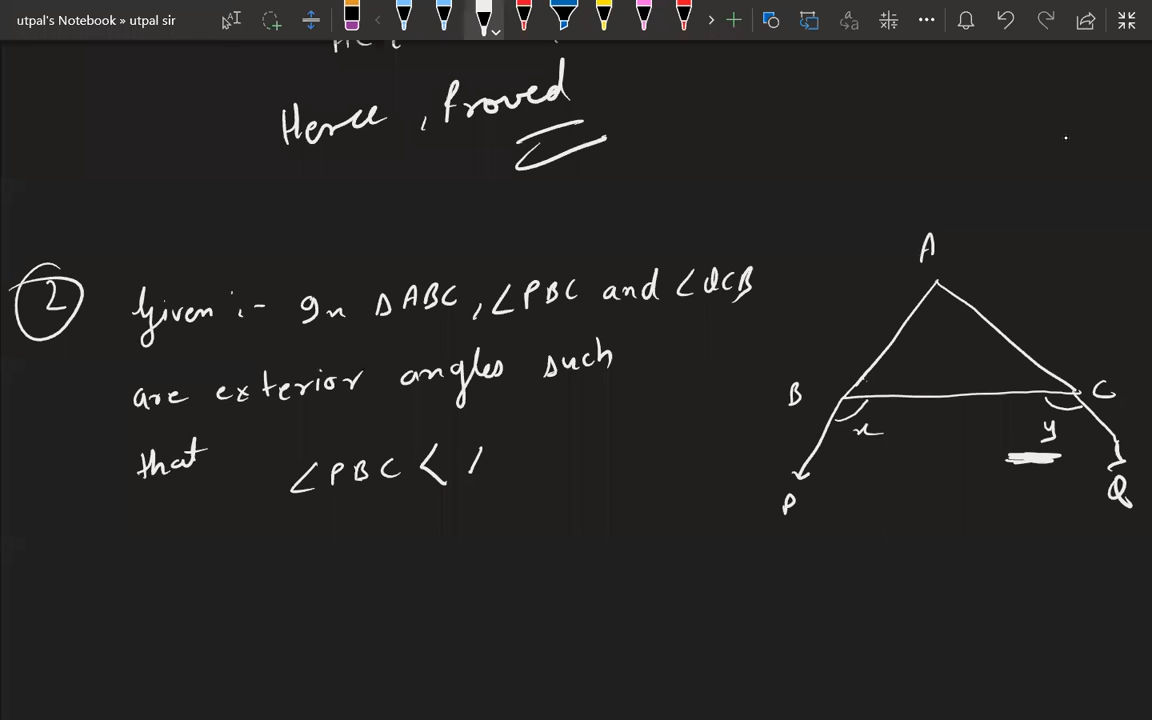 utpal's Notebook » utpal sir
Hence, Proved
A
2 Given :- In ΔABC, ∠PBC and ∠QCB
are exterior angles such
B C
x y
that ∠PBC <
P Q